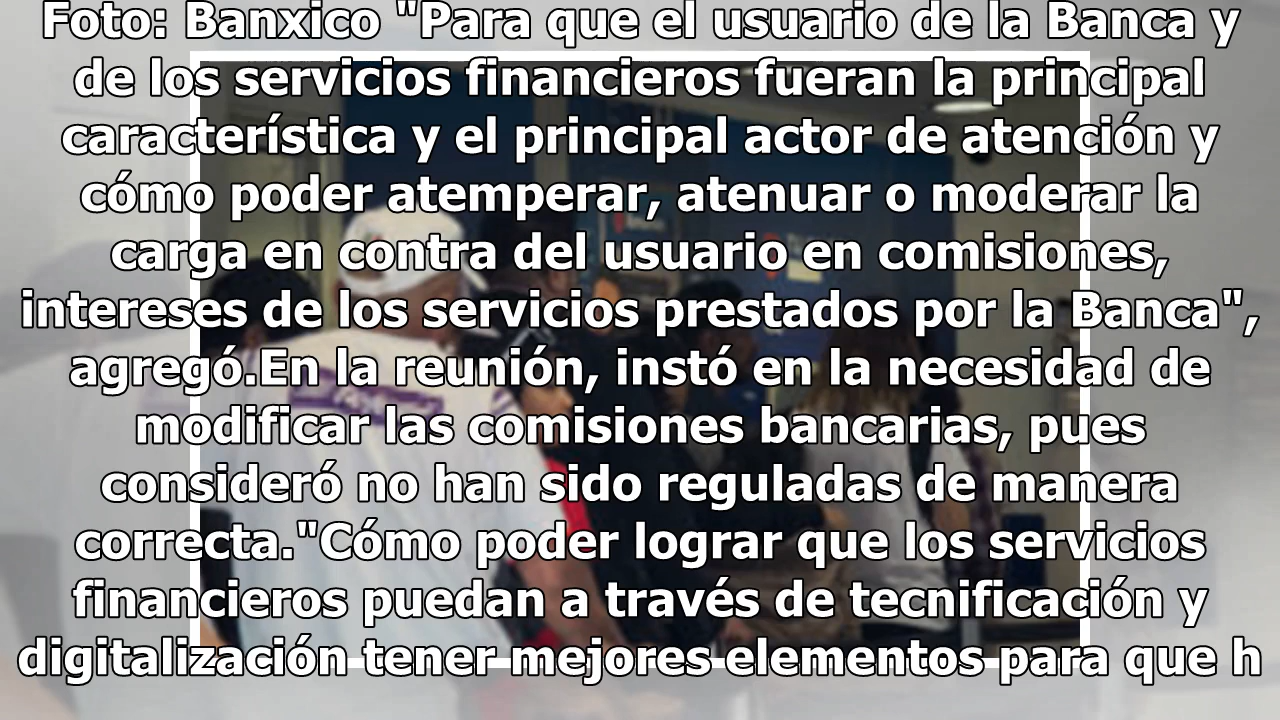 Foto: Banxico "Para que el usuario de la Banca y
de los servicios financieros fueran la principal
característica y el principal actor de atención y
cómo poder atemperar, atenuar o moderar la
carga en contra del usuario en comisiones,
intereses de los servicios prestados por la Banca",
agregó.En la reunión, instó en la necesidad de
modificar las comisiones bancarias, pues
consideró no han sido reguladas de manera
correcta."Cómo poder lograr que los servicios
financieros puedan a través de tecnificación y
digitalización tener mejores elementos para que h